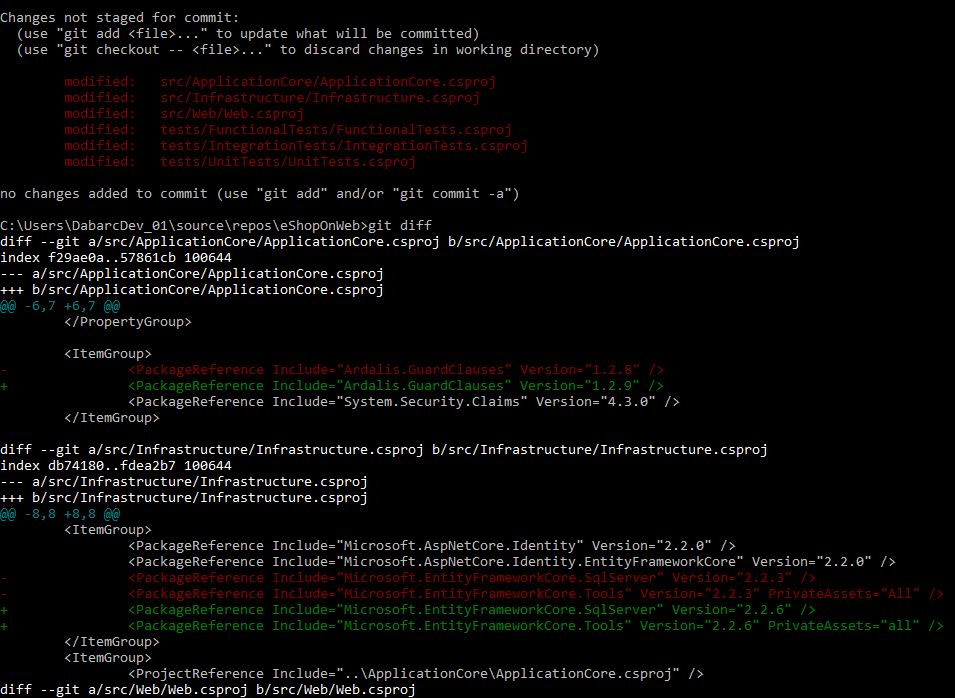 Changes not staged for commit:
  (use "git add <file>..." to update what will be committed)
  (use "git checkout -- <file>..." to discard changes in working directory)

        modified:   src/ApplicationCore/ApplicationCore.csproj
        modified:   src/Infrastructure/Infrastructure.csproj
        modified:   src/Web/Web.csproj
        modified:   tests/FunctionalTests/FunctionalTests.csproj
        modified:   tests/IntegrationTests/IntegrationTests.csproj
        modified:   tests/UnitTests/UnitTests.csproj

no changes added to commit (use "git add" and/or "git commit -a")

C:\Users\DabarcDev_01\source\repos\eShopOnWeb>git diff
diff --git a/src/ApplicationCore/ApplicationCore.csproj b/src/ApplicationCore/ApplicationCore.csproj
index f29ae0a..57861cb 100644
--- a/src/ApplicationCore/ApplicationCore.csproj
+++ b/src/ApplicationCore/ApplicationCore.csproj
@@ -6,7 +6,7 @@
        </PropertyGroup>

        <ItemGroup>
-               <PackageReference Include="Ardalis.GuardClauses" Version="1.2.8" />
+               <PackageReference Include="Ardalis.GuardClauses" Version="1.2.9" />
                <PackageReference Include="System.Security.Claims" Version="4.3.0" />
        </ItemGroup>

diff --git a/src/Infrastructure/Infrastructure.csproj b/src/Infrastructure/Infrastructure.csproj
index db74180..fdea2b7 100644
--- a/src/Infrastructure/Infrastructure.csproj
+++ b/src/Infrastructure/Infrastructure.csproj
@@ -8,8 +8,8 @@
        <ItemGroup>
                <PackageReference Include="Microsoft.AspNetCore.Identity" Version="2.2.0" />
                <PackageReference Include="Microsoft.AspNetCore.Identity.EntityFrameworkCore" Version="2.2.0" />
-               <PackageReference Include="Microsoft.EntityFrameworkCore.SqlServer" Version="2.2.3" />
-               <PackageReference Include="Microsoft.EntityFrameworkCore.Tools" Version="2.2.3" PrivateAssets="All" />
+               <PackageReference Include="Microsoft.EntityFrameworkCore.SqlServer" Version="2.2.6" />
+               <PackageReference Include="Microsoft.EntityFrameworkCore.Tools" Version="2.2.6" PrivateAssets="all" />
        </ItemGroup>
        <ItemGroup>
                <ProjectReference Include="..\ApplicationCore\ApplicationCore.csproj" />
diff --git a/src/Web/Web.csproj b/src/Web/Web.csproj